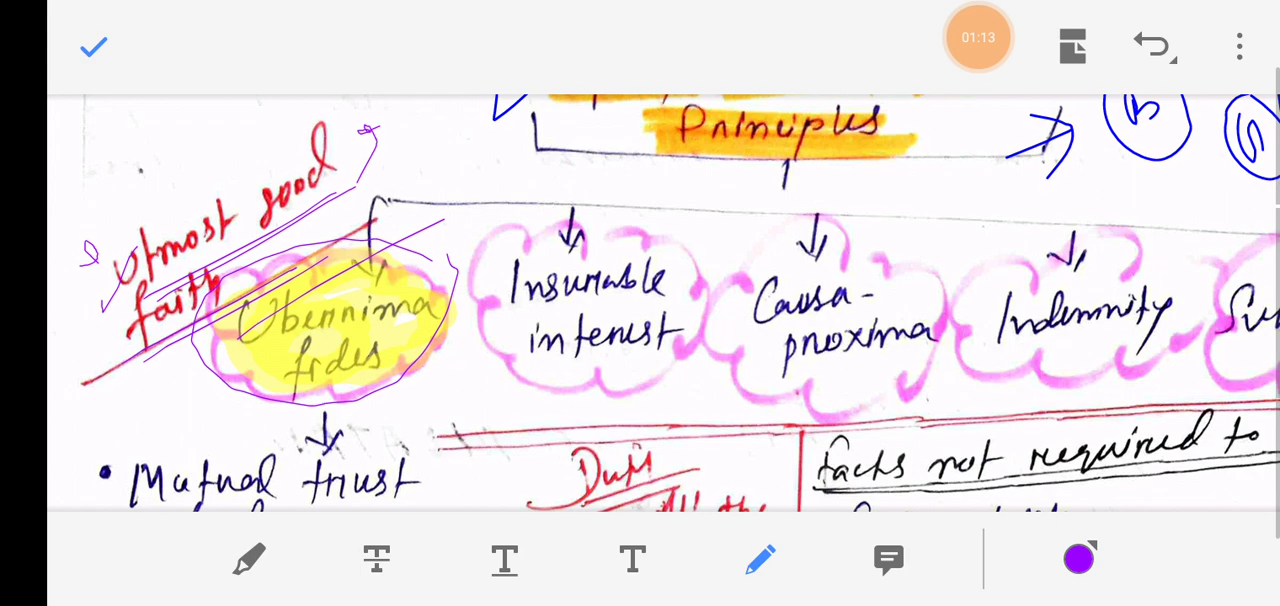 01:13
Principles
B
G
Utmost good
faith
Obennima
fides
Insurable
interest
Causa-
proxima
Indemnity
• Mutual trust
Duty
facts not required to
T
T
T